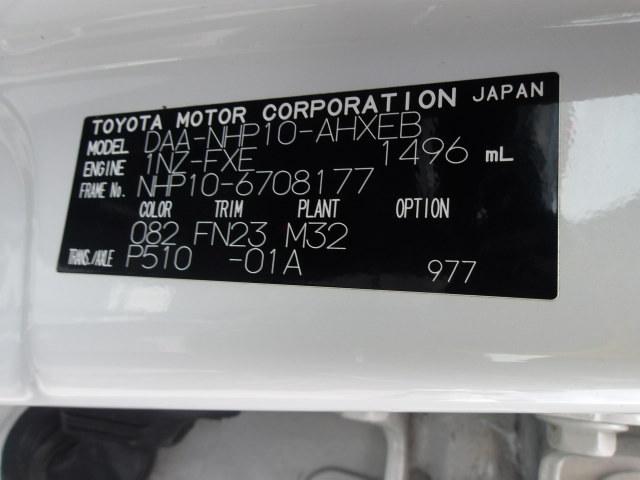 TOYOTA MOTOR CORPORATION JAPAN
MODEL DAA-NHP10-AHXEB
ENGINE 1NZ-FXE 1496 mL
FRAME No. NHP10-6708177
COLOR TRIM PLANT OPTION
082 FN23 M32
TRANS./AXLE P510 -01A 977